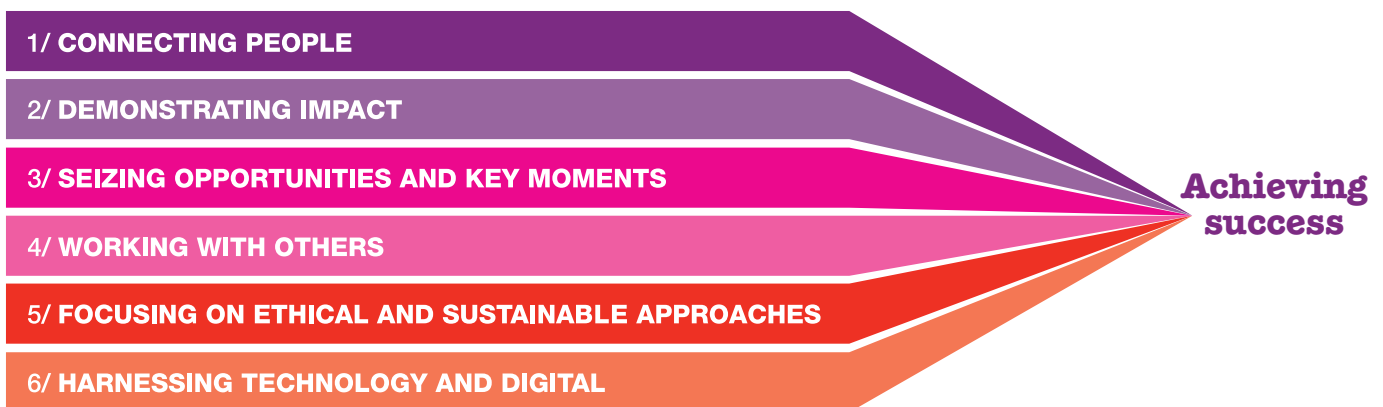 1/ CONNECTING PEOPLE
2/ DEMONSTRATING IMPACT
3/ SEIZING OPPORTUNITIES AND KEY MOMENTS
4/ WORKING WITH OTHERS
5/ FOCUSING ON ETHICAL AND SUSTAINABLE APPROACHES
6/ HARNESSING TECHNOLOGY AND DIGITAL
Achieving
success